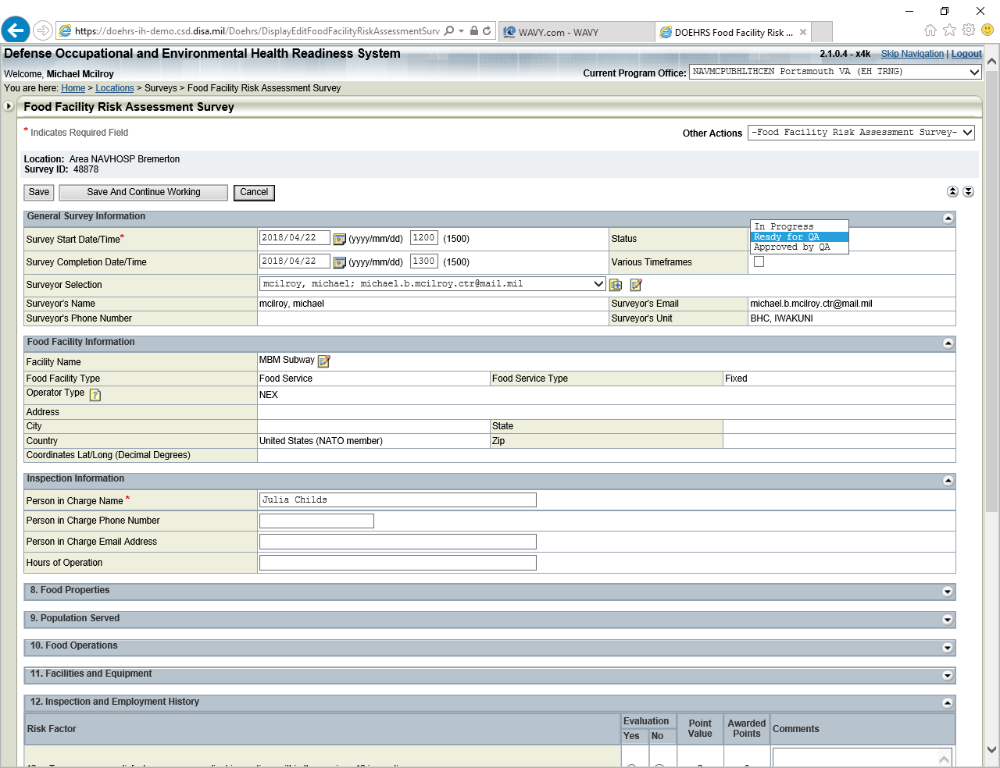 https://doehrs-ih-demo.csd.disa.mil/Doehrs/DisplayEditFoodFacilityRiskAssessmentSurv
WAVY.com - WAVY
DOEHRS Food Facility Risk ...
Defense Occupational and Environmental Health Readiness System
2.1.0.4 - x4k Skip Navigation | Logout
Welcome, Michael Mcilroy
Current Program Office: NAVMCPUBHLTHCEN Portsmouth VA (EH TRNG)
You are here: Home > Locations > Surveys > Food Facility Risk Assessment Survey
Food Facility Risk Assessment Survey
* Indicates Required Field
Other Actions -Food Facility Risk Assessment Survey-
Location: Area NAVHOSP Bremerton
Survey ID: 48878
Save Save And Continue Working Cancel
General Survey Information
Survey Start Date/Time* 2018/04/22 (yyyy/mm/dd) 1200 (1500) Status
In Progress
Ready for QA
Approved by QA
Survey Completion Date/Time 2018/04/22 (yyyy/mm/dd) 1300 (1500) Various Timeframes
Surveyor Selection mcilroy, michael; michael.b.mcilroy.ctr@mail.mil
Surveyor's Name mcilroy, michael Surveyor's Email michael.b.mcilroy.ctr@mail.mil
Surveyor's Phone Number Surveyor's Unit BHC, IWAKUNI
Food Facility Information
Facility Name MBM Subway
Food Facility Type Food Service Food Service Type Fixed
Operator Type NEX
Address
City State
Country United States (NATO member) Zip
Coordinates Lat/Long (Decimal Degrees)
Inspection Information
Person in Charge Name * Julia Childs
Person in Charge Phone Number
Person in Charge Email Address
Hours of Operation
8. Food Properties
9. Population Served
10. Food Operations
11. Facilities and Equipment
12. Inspection and Employment History
Risk Factor Evaluation Yes No Point Value Awarded Points Comments